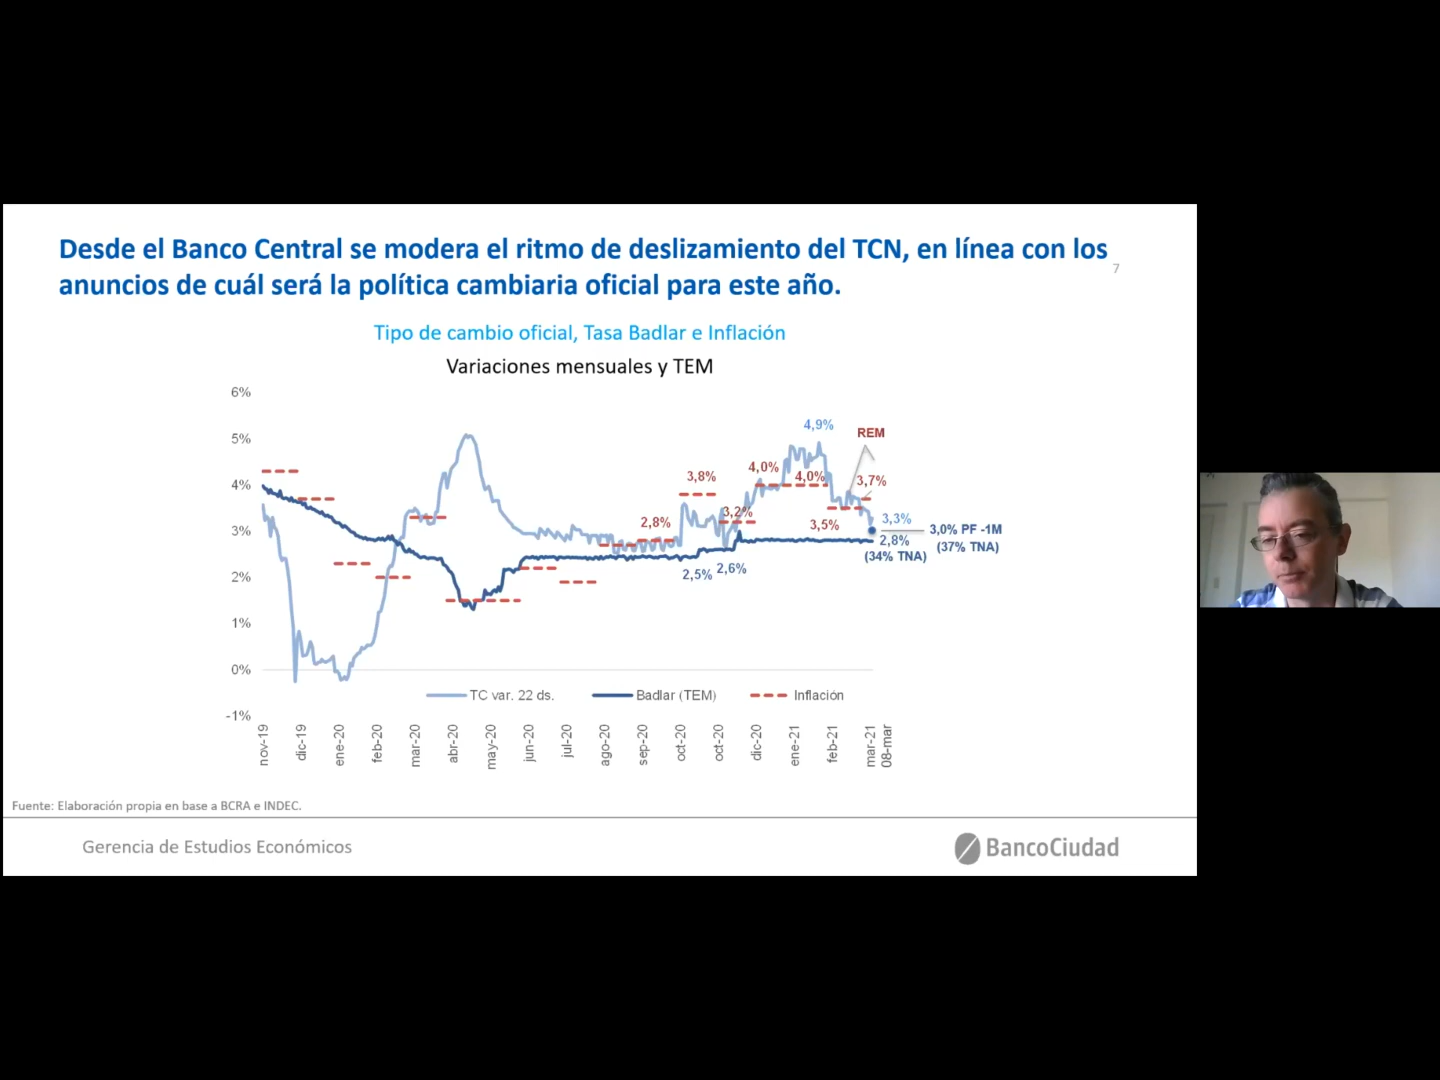 Desde el Banco Central se modera el ritmo de deslizamiento del TCN, en línea con los
anuncios de cuál será la política cambiaria oficial para este año.
7
Tipo de cambio oficial, Tasa Badlar e Inflación
Variaciones mensuales y TEM
6%
5%
4%
3%
2%
1%
0%
-1%
4,9%
REM
4,0%
3,8%
4,0%
3,7%
3,2%
2,8%
3,5%
3,3%
3,0% PF -1M
(37% TNA)
2,8%
(34% TNA)
2,5%
2,6%
TC var. 22 ds.
Badlar (TEM)
Inflación
nov-19
dic-19
ene-20
feb-20
mar-20
abr-20
may-20
jun-20
jul-20
ago-20
sep-20
oct-20
oct-20
dic-20
ene-21
feb-21
mar-21
08-mar
Fuente: Elaboración propia en base a BCRA e INDEC.
Gerencia de Estudios Económicos
BancoCiudad